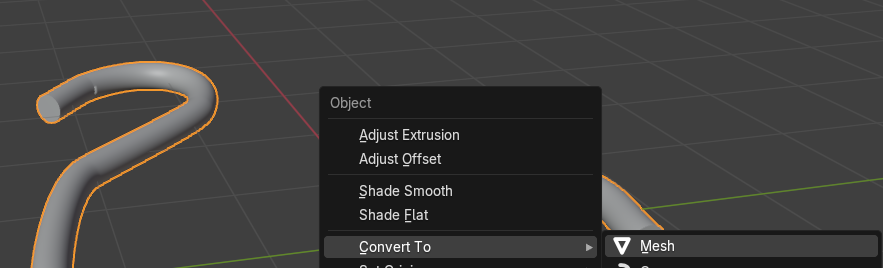 Object
Adjust Extrusion
Adjust Offset
Shade Smooth
Shade Flat
Convert To
Mesh